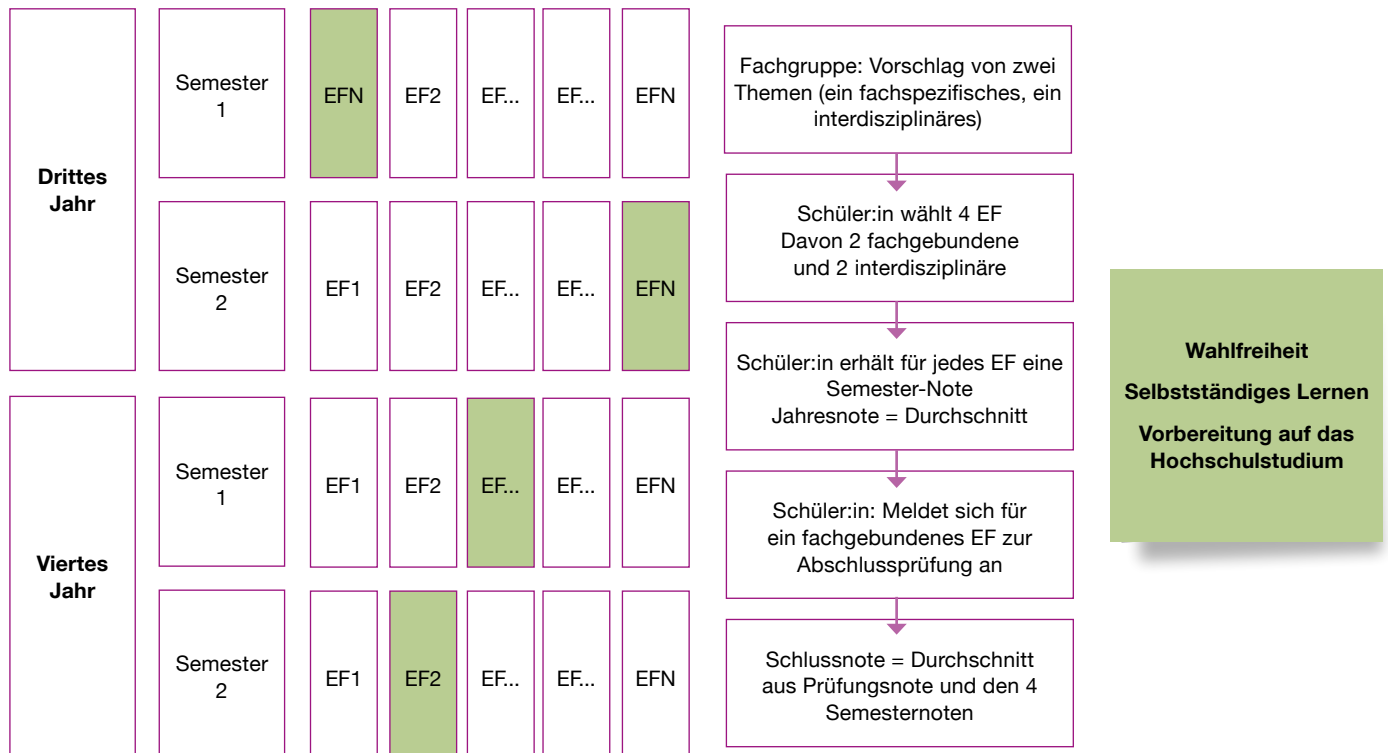 Drittes
Jahr
Semester
1
EFN
EF2
EF...
EF...
EFN
Semester
2
EF1
EF2
EF...
EF...
EFN
Viertes
Jahr
Semester
1
EF1
EF2
EF...
EF...
EFN
Semester
2
EF1
EF2
EF...
EF...
EFN
Fachgruppe: Vorschlag von zwei
Themen (ein fachspezifisches, ein
interdisziplinäres)
Schüler:in wählt 4 EF
Davon 2 fachgebundene
und 2 interdisziplinäre
Schüler:in erhält für jedes EF eine
Semester-Note
Jahresnote = Durchschnitt
Schüler:in: Meldet sich für
ein fachgebundenes EF zur
Abschlussprüfung an
Schlussnote = Durchschnitt
aus Prüfungsnote und den 4
Semesternoten
Wahlfreiheit
Selbstständiges Lernen
Vorbereitung auf das
Hochschulstudium